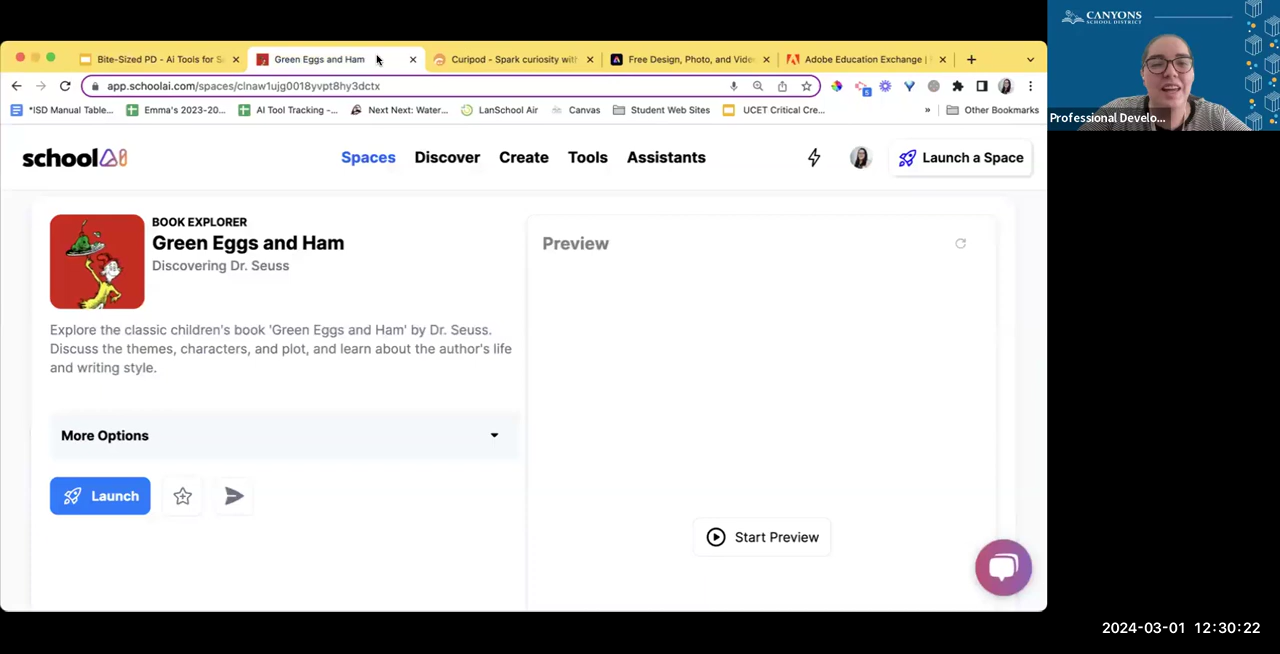 CANYONS
SCHOOL DISTRICT
Professional Develo...
Bite-Sized PD - AI Tools for S
Green Eggs and Ham
Curipod - Spark curiosity with
Free Design, Photo, and Vide
Adobe Education Exchange |
app.schoolai.com/spaces/clnaw1ujg0018yvpt8hy3dctx
5
*ISD Manual Table...
Emma's 2023-20...
AI Tool Tracking -...
Next Next: Water...
LanSchool Air
Canvas
Student Web Sites
UCET Critical Cre...
»
Other Bookmarks
schoolAI
Spaces
Discover
Create
Tools
Assistants
Launch a Space
BOOK EXPLORER
Green Eggs and Ham
Discovering Dr. Seuss
Explore the classic children's book 'Green Eggs and Ham' by Dr. Seuss.
Discuss the themes, characters, and plot, and learn about the author's life
and writing style.
More Options
Launch
Preview
Start Preview
2024-03-01 12:30:22